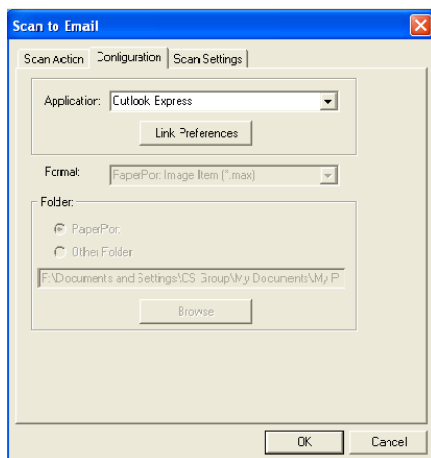 Scan to Email
Scan Action Configuration Scan Settings
Application: Outlook Express
Link Preferences
Format: PaperPort Image Item (*.max)
Folder:
PaperPort
Other Folder
F:\Documents and Settings\CS Group\My Documents\My P
Browse
OK Cancel